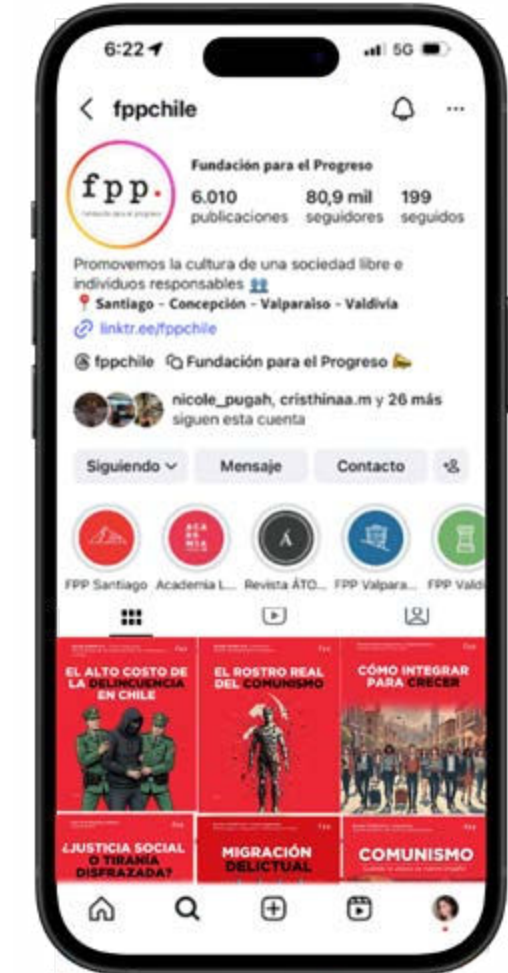 6:22
5G
fppchile
fpp.
Fundación para el Progreso
6.010 80,9 mil 199
publicaciones seguidores seguidos
Promovemos la cultura de una sociedad libre e
individuos responsables
Santiago - Concepción - Valparaíso - Valdivia
linktr.ee/fppchile
fppchile Fundación para el Progreso
nicole_pugah, cristhinaa.m y 26 más
siguen esta cuenta
Siguiendo Mensaje Contacto
ACA
DE
MIA
Á
FPP Santiago Academia L... Revista ÁTO... FPP Valpara... FPP Valdi
EL ALTO COSTO DE
LA DELINCUENCIA
EN CHILE
EL ROSTRO REAL
DEL COMUNISMO
CÓMO INTEGRAR
PARA CRECER
¿JUSTICIA SOCIAL
O TIRANÍA
DISFRAZADA?
MIGRACIÓN
DELICTUAL
COMUNISMO